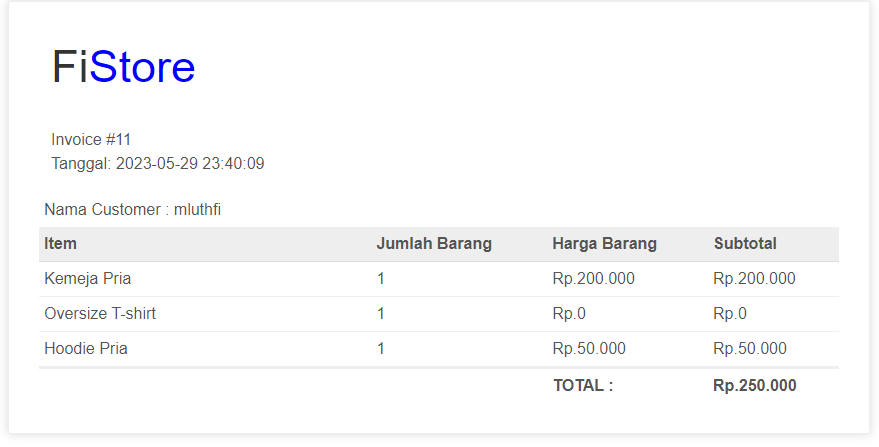 FiStore
Invoice #11
Tanggal: 2023-05-29 23:40:09
Nama Customer : mluthfi
Item Jumlah Barang Harga Barang Subtotal
Kemeja Pria 1 Rp.200.000 Rp.200.000
Oversize T-shirt 1 Rp.0 Rp.0
Hoodie Pria 1 Rp.50.000 Rp.50.000
TOTAL : Rp.250.000